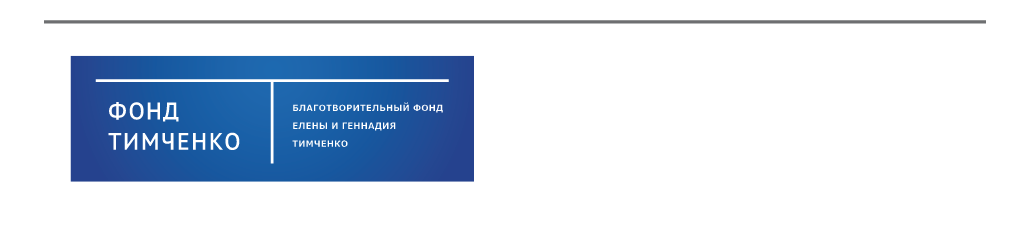 ФОНД
ТИМЧЕНКО
БЛАГОТВОРИТЕЛЬНЫЙ ФОНД
ЕЛЕНЫ И ГЕННАДИЯ
ТИМЧЕНКО